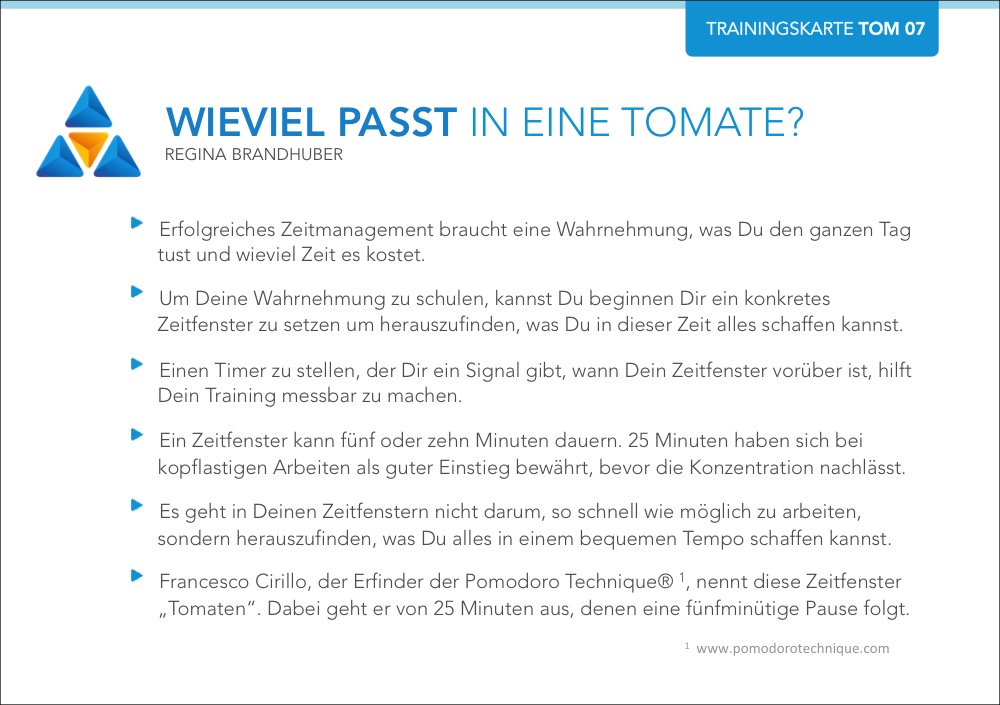 TRAININGSKARTE TOM 07
WIEVIEL PASST IN EINE TOMATE?
REGINA BRANDHUBER
Erfolgreiches Zeitmanagement braucht eine Wahrnehmung, was Du den ganzen Tag
tust und wieviel Zeit es kostet.
Um Deine Wahrnehmung zu schulen, kannst Du beginnen Dir ein konkretes
Zeitfenster zu setzen um herauszufinden, was Du in dieser Zeit alles schaffen kannst.
Einen Timer zu stellen, der Dir ein Signal gibt, wann Dein Zeitfenster vorüber ist, hilft
Dein Training messbar zu machen.
Ein Zeitfenster kann fünf oder zehn Minuten dauern. 25 Minuten haben sich bei
kopflastigen Arbeiten als guter Einstieg bewährt, bevor die Konzentration nachlässt.
Es geht in Deinen Zeitfenstern nicht darum, so schnell wie möglich zu arbeiten,
sondern herauszufinden, was Du alles in einem bequemen Tempo schaffen kannst.
Francesco Cirillo, der Erfinder der Pomodoro Technique® ¹, nennt diese Zeitfenster
„Tomaten“. Dabei geht er von 25 Minuten aus, denen eine fünfminütige Pause folgt.
¹ www.pomodorotechnique.com